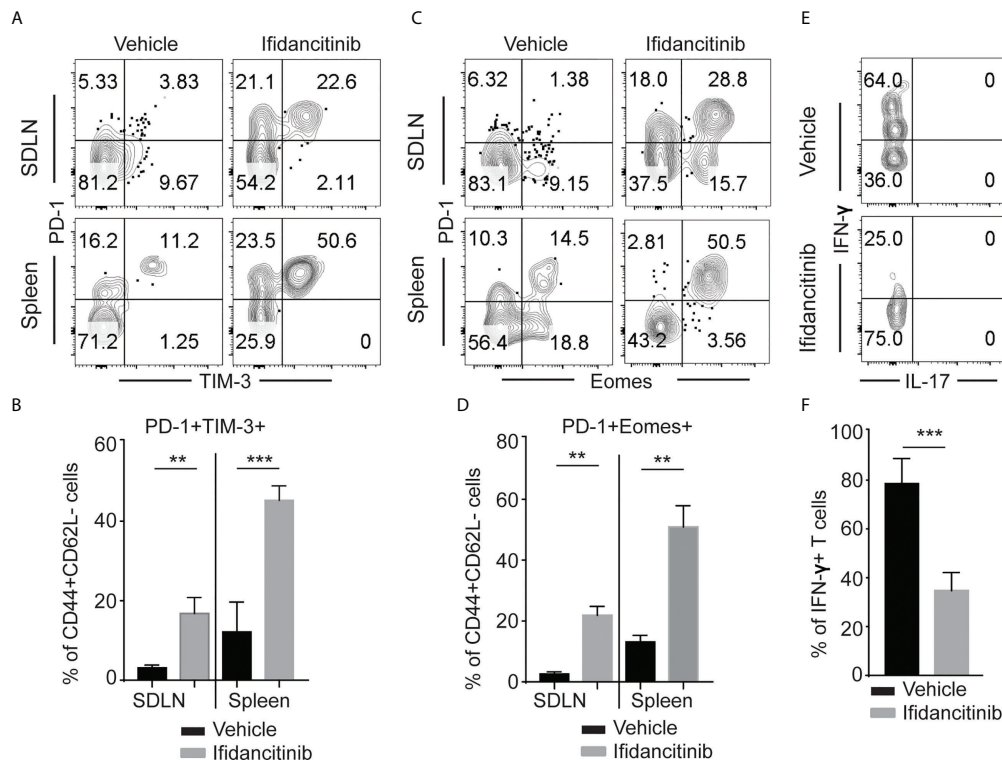 A
Vehicle
Ifidancitinib
SDLN
Spleen
PD-1
5.33 3.83
81.2 9.67
21.1 22.6
54.2 2.11
16.2 11.2
71.2 1.25
23.5 50.6
25.9 0
TIM-3
C
Vehicle
Ifidancitinib
SDLN
Spleen
PD-1
6.32 1.38
83.1 9.15
18.0 28.8
37.5 15.7
10.3 14.5
56.4 18.8
2.81 50.5
43.2 3.56
Eomes
E
Vehicle
Ifidancitinib
IFN-γ
64.0 0
36.0 0
25.0 0
75.0 0
IL-17
B
PD-1+TIM-3+
% of CD44+CD62L- cells
60
40
20
0
**
***
SDLN
Spleen
Vehicle
Ifidancitinib
D
PD-1+Eomes+
% of CD44+CD62L- cells
80
60
40
20
0
**
**
SDLN
Spleen
Vehicle
Ifidancitinib
F
% of IFN-γ+ T cells
100
80
60
40
20
0
***
Vehicle
Ifidancitinib